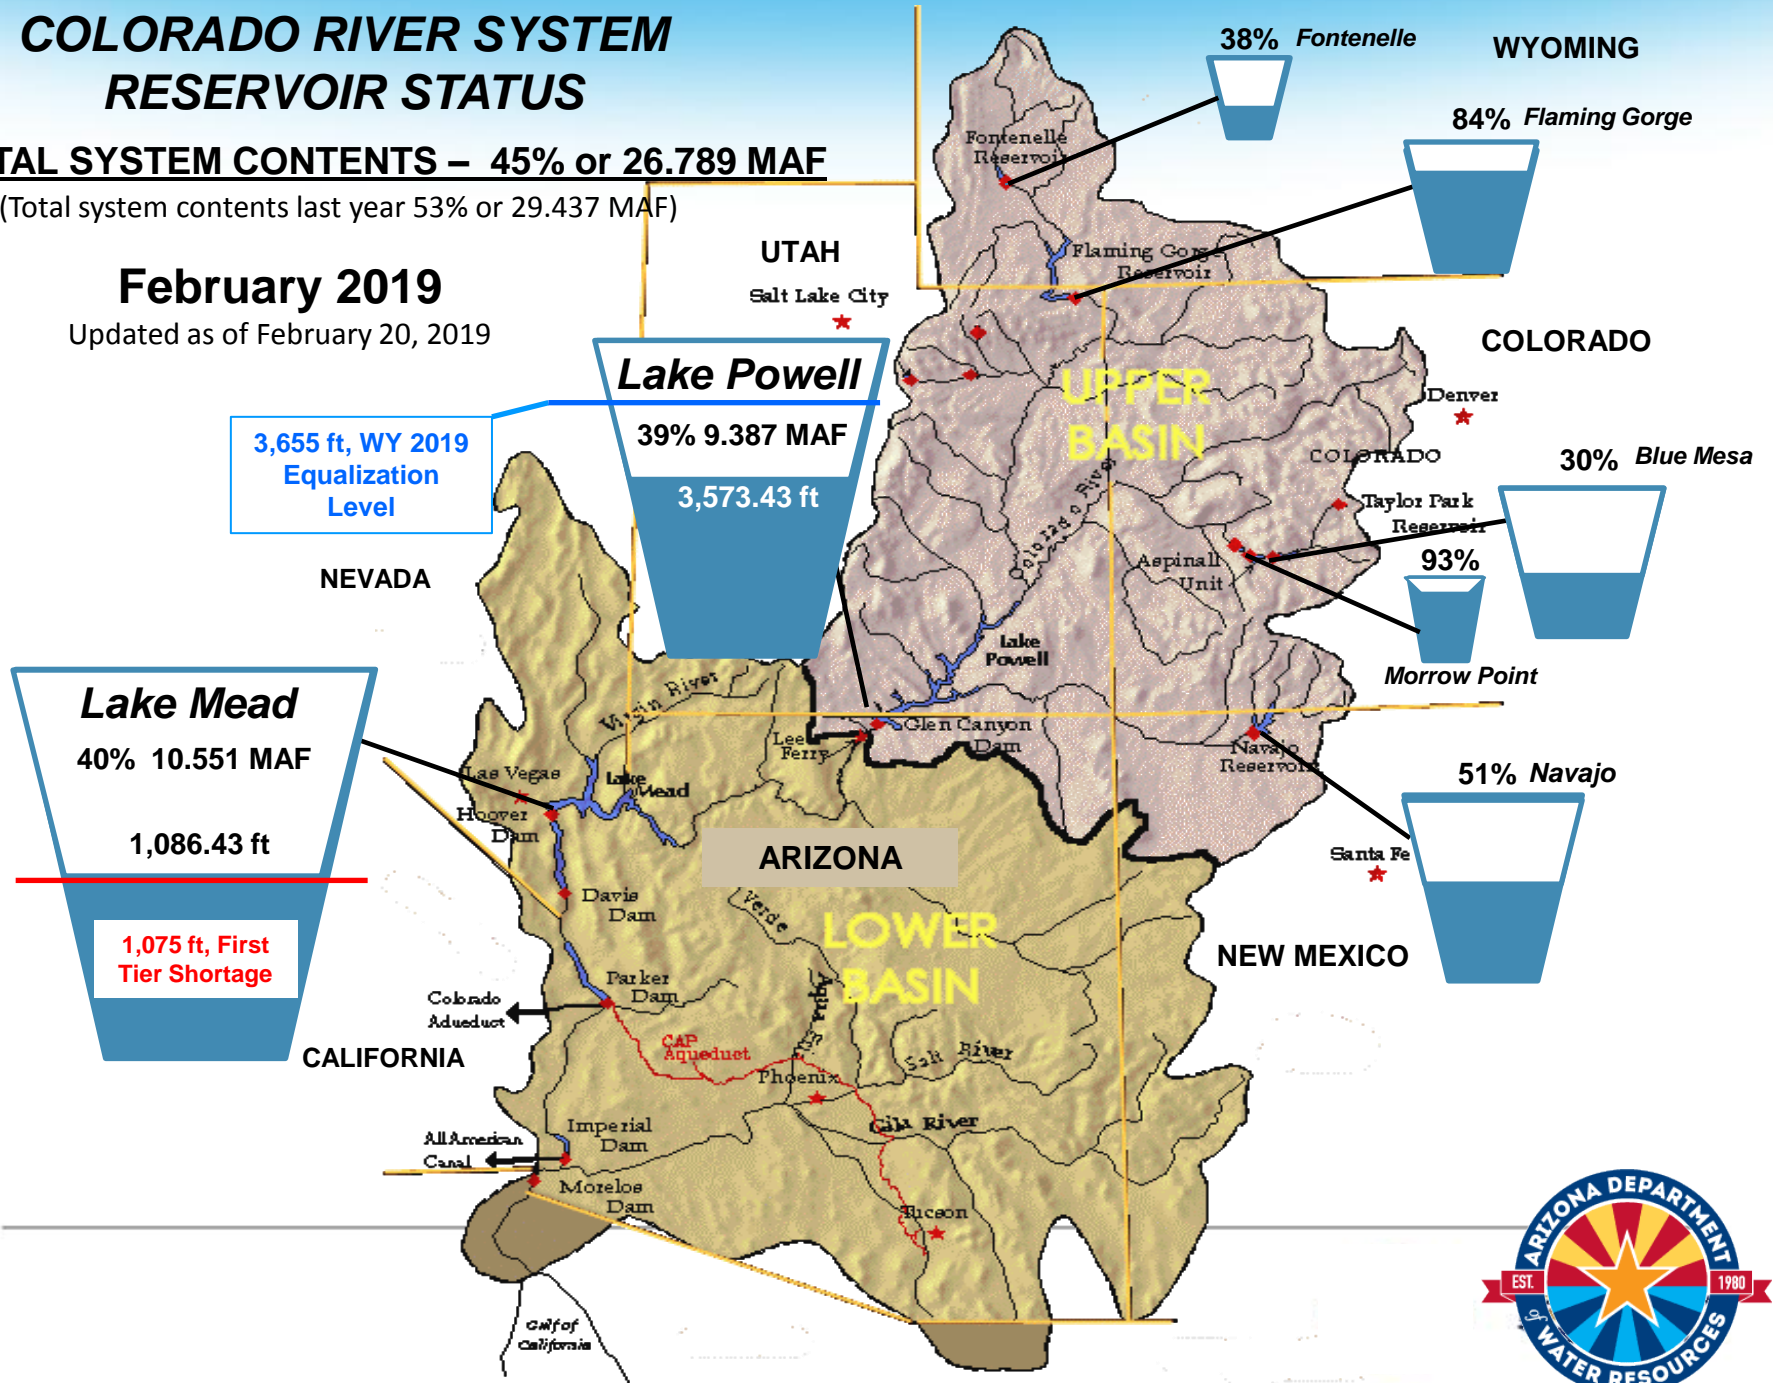 COLORADO RIVER SYSTEM
RESERVOIR STATUS
TAL SYSTEM CONTENTS – 45% or 26.789 MAF
(Total system contents last year 53% or 29.437 MAF)
February 2019
Updated as of February 20, 2019
38% Fontenelle
WYOMING
84% Flaming Gorge
Fontenelle
Reservoir
UTAH
Flaming Gorge
Reservoir
Salt Lake City
COLORADO
Lake Powell
39% 9.387 MAF
3,573.43 ft
3,655 ft, WY 2019
Equalization
Level
UPPER
BASIN
Denver
COLORADO
30% Blue Mesa
Taylor Park
Reservoir
Colorado River
Aspinall
Unit
93%
Morrow Point
NEVADA
Lake
Powell
Lake Mead
40% 10.551 MAF
1,086.43 ft
1,075 ft, First
Tier Shortage
Virgin River
Lee
Ferry
Glen Canyon
Dam
Navajo
Reservoir
51% Navajo
Las Vegas
Lake
Mead
Hoover
Dam
ARIZONA
Santa Fe
Davis
Dam
Verde
LOWER
BASIN
NEW MEXICO
Parker
Dam
Colorado
Aqueduct
Agua Fria
CALIFORNIA
CAP
Aqueduct
Salt River
Phoenix
Gila River
Imperial
Dam
All American
Canal
Morelos
Dam
Tucson
Gulf of
California
ARIZONA DEPARTMENT
EST. 1980
of WATER RESOURCES